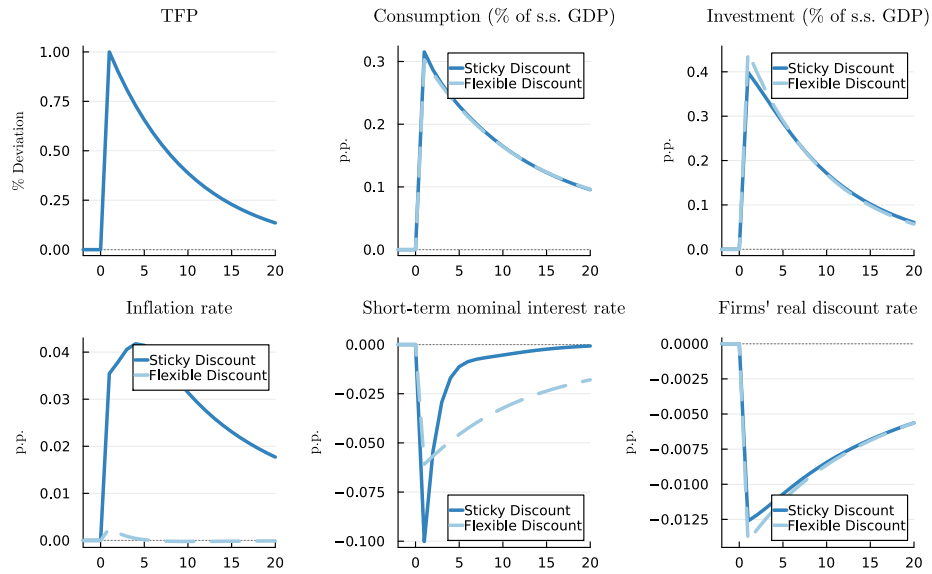 TFP
% Deviation
1.00
0.75
0.50
0.25
0.00
0 5 10 15 20
Consumption (% of s.s. GDP)
p.p.
0.3
0.2
0.1
0.0
Sticky Discount
Flexible Discount
0 5 10 15 20
Investment (% of s.s. GDP)
p.p.
0.4
0.3
0.2
0.1
0.0
Sticky Discount
Flexible Discount
0 5 10 15 20
Inflation rate
p.p.
0.04
0.03
0.02
0.01
0.00
Sticky Discount
Flexible Discount
0 5 10 15 20
Short-term nominal interest rate
p.p.
0.000
−0.025
−0.050
−0.075
−0.100
Sticky Discount
Flexible Discount
0 5 10 15 20
Firms' real discount rate
p.p.
0.0000
−0.0025
−0.0050
−0.0075
−0.0100
−0.0125
Sticky Discount
Flexible Discount
0 5 10 15 20